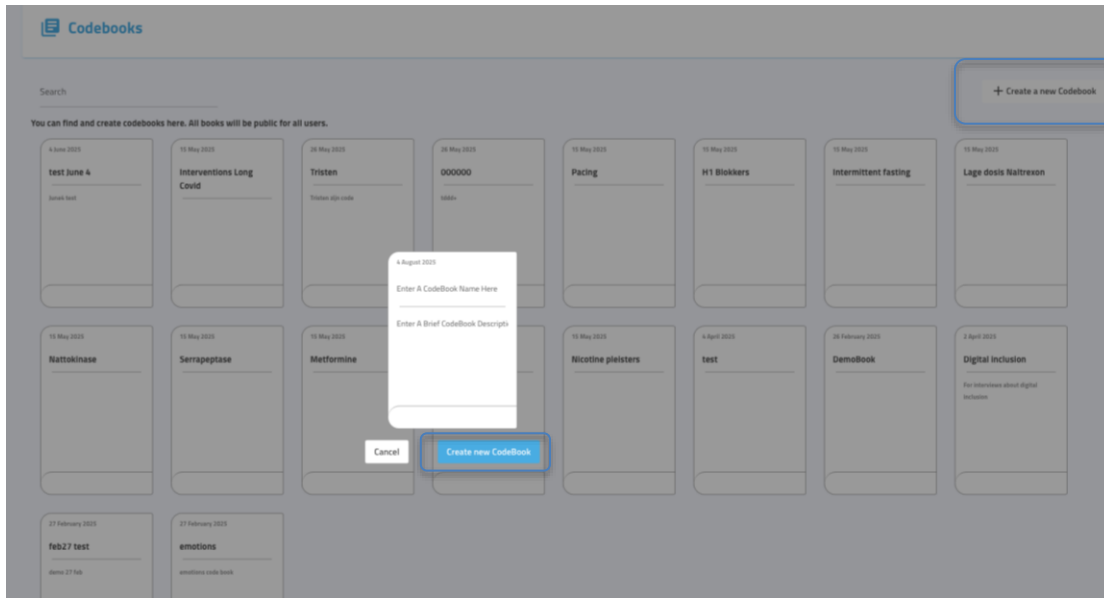 Codebooks
Search
+ Create a new Codebook
You can find and create codebooks here. All books will be public for all users.
4 June 2025
test June 4
Junes test
15 May 2025
Interventions Long
Covid
26 May 2025
Tristen
Tristen zijn code
26 May 2025
000000
15 May 2025
Pacing
15 May 2025
H1 Blokkers
15 May 2025
Intermittent fasting
15 May 2025
Lage dosis Naltrexon
4 August 2025
Enter A CodeBook Name Here
Enter A Brief CodeBook Descripti
Cancel
Create new CodeBook
15 May 2025
Nattokinase
15 May 2025
Serrapeptase
15 May 2025
Metformine
15 May 2025
Nicotine pleisters
4 April 2025
test
26 February 2025
DemoBook
2 April 2025
Digital inclusion
For interviews about digital
inclusion
27 February 2025
feb27 test
demo 27 feb
27 February 2025
emotions
emotions code book